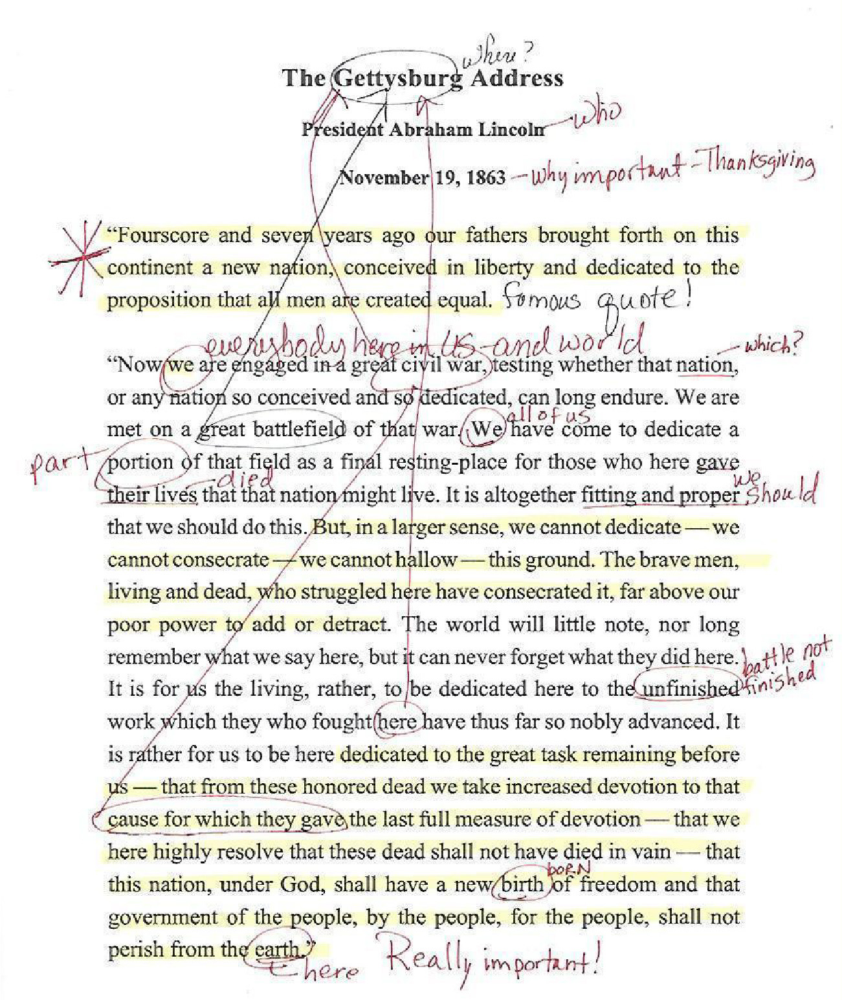 where?
The Gettysburg Address
President Abraham Lincoln – who
November 19, 1863 – why important – Thanksgiving
“Fourscore and seven years ago our fathers brought forth on this
continent a new nation, conceived in liberty and dedicated to the
proposition that all men are created equal. famous quote!
everybody here in US – and world
– which?
“Now we are engaged in a great civil war, testing whether that nation,
or any nation so conceived and so dedicated, can long endure. We are
all of us
met on a great battlefield of that war. We have come to dedicate a
part portion of that field as a final resting-place for those who here gave
– died
we
their lives that that nation might live. It is altogether fitting and proper should
that we should do this. But, in a larger sense, we cannot dedicate — we
cannot consecrate — we cannot hallow — this ground. The brave men,
living and dead, who struggled here have consecrated it, far above our
poor power to add or detract. The world will little note, nor long
remember what we say here, but it can never forget what they did here. battle not
It is for us the living, rather, to be dedicated here to the unfinished finished
work which they who fought here have thus far so nobly advanced. It
is rather for us to be here dedicated to the great task remaining before
us — that from these honored dead we take increased devotion to that
cause for which they gave the last full measure of devotion — that we
here highly resolve that these dead shall not have died in vain — that
born
this nation, under God, shall have a new birth of freedom and that
government of the people, by the people, for the people, shall not
perish from the earth.” Really important!
here